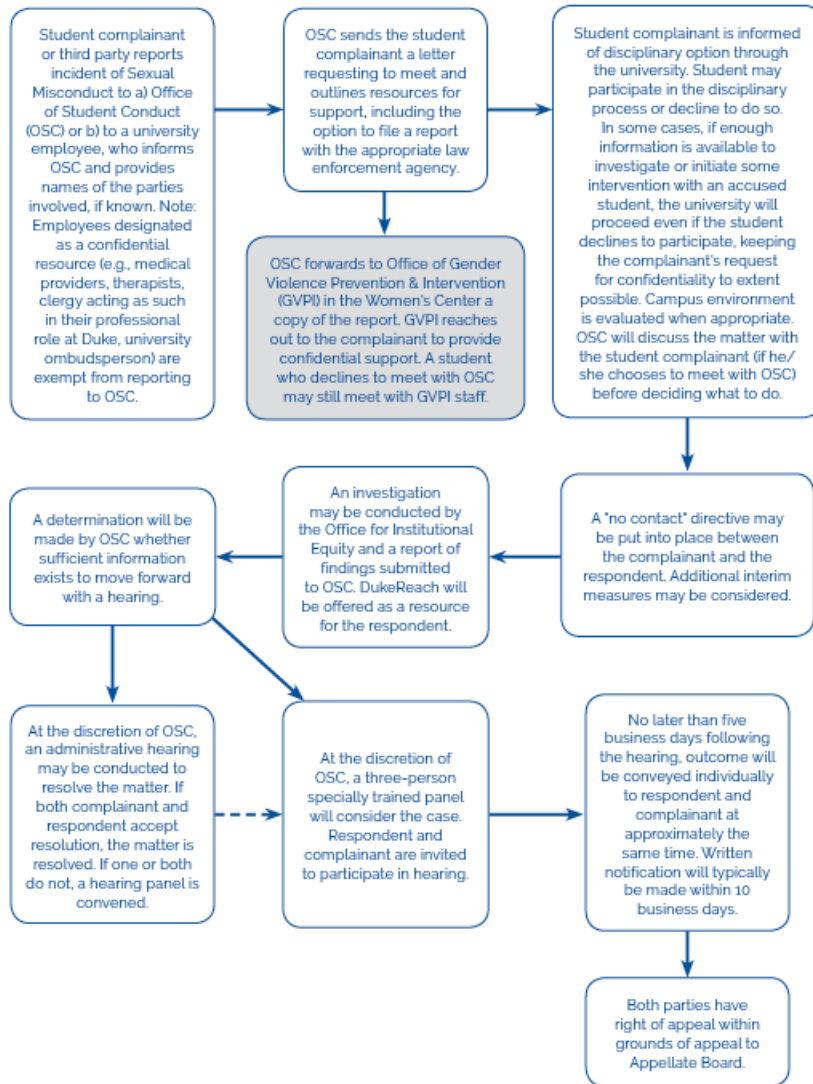 Student complainant
or third party reports
incident of Sexual
Misconduct to a) Office
of Student Conduct
(OSC) or b) to a university
employee, who informs
OSC and provides
names of the parties
involved, if known. Note:
Employees designated
as a confidential
resource (e.g., medical
providers, therapists,
clergy acting as such
in their professional
role at Duke, university
ombudsperson) are
exempt from reporting
to OSC.
OSC sends the student
complainant a letter
requesting to meet and
outlines resources for
support, including the
option to file a report
with the appropriate law
enforcement agency.
OSC forwards to Office of Gender
Violence Prevention & Intervention
(GVPI) in the Women's Center a
copy of the report. GVPI reaches
out to the complainant to provide
confidential support. A student
who declines to meet with OSC
may still meet with GVPI staff.
Student complainant is informed
of disciplinary option through
the university. Student may
participate in the disciplinary
process or decline to do so.
In some cases, if enough
information is available to
investigate or initiate some
intervention with an accused
student, the university will
proceed even if the student
declines to participate, keeping
the complainant's request
for confidentiality to extent
possible. Campus environment
is evaluated when appropriate.
OSC will discuss the matter with
the student complainant (if he/
she chooses to meet with OSC)
before deciding what to do.
A "no contact" directive may
be put into place between
the complainant and the
respondent. Additional interim
measures may be considered.
An investigation
may be conducted by
the Office for Institutional
Equity and a report of
findings submitted
to OSC. DukeReach will
be offered as a resource
for the respondent.
A determination will be
made by OSC whether
sufficient information
exists to move forward
with a hearing.
At the discretion of OSC,
an administrative hearing
may be conducted to
resolve the matter. If
both complainant and
respondent accept
resolution, the matter is
resolved. If one or both
do not, a hearing panel is
convened.
At the discretion of
OSC, a three-person
specially trained panel
will consider the case.
Respondent and
complainant are invited
to participate in hearing.
No later than five
business days following
the hearing, outcome will
be conveyed individually
to respondent and
complainant at
approximately the
same time. Written
notification will typically
be made within 10
business days.
Both parties have
right of appeal within
grounds of appeal to
Appellate Board.